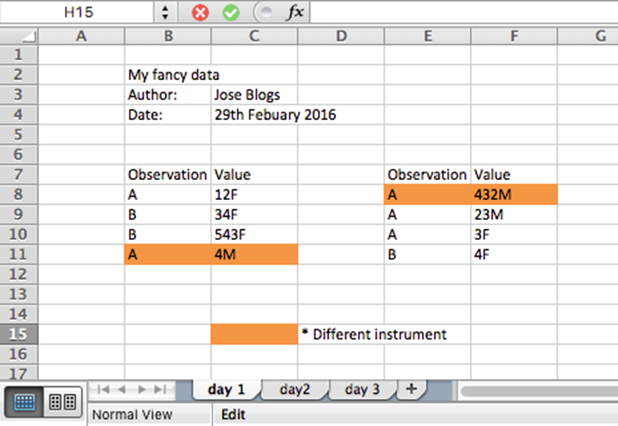 H15 fx
A B C D E F G
1
2 My fancy data
3 Author: Jose Blogs
4 Date: 29th Febuary 2016
5
6
7 Observation Value Observation Value
8 A 12F A 432M
9 B 34F A 23M
10 B 543F A 3F
11 A 4M B 4F
12
13
14
15 * Different instrument
16
17
day 1 day2 day 3 +
Normal View Edit